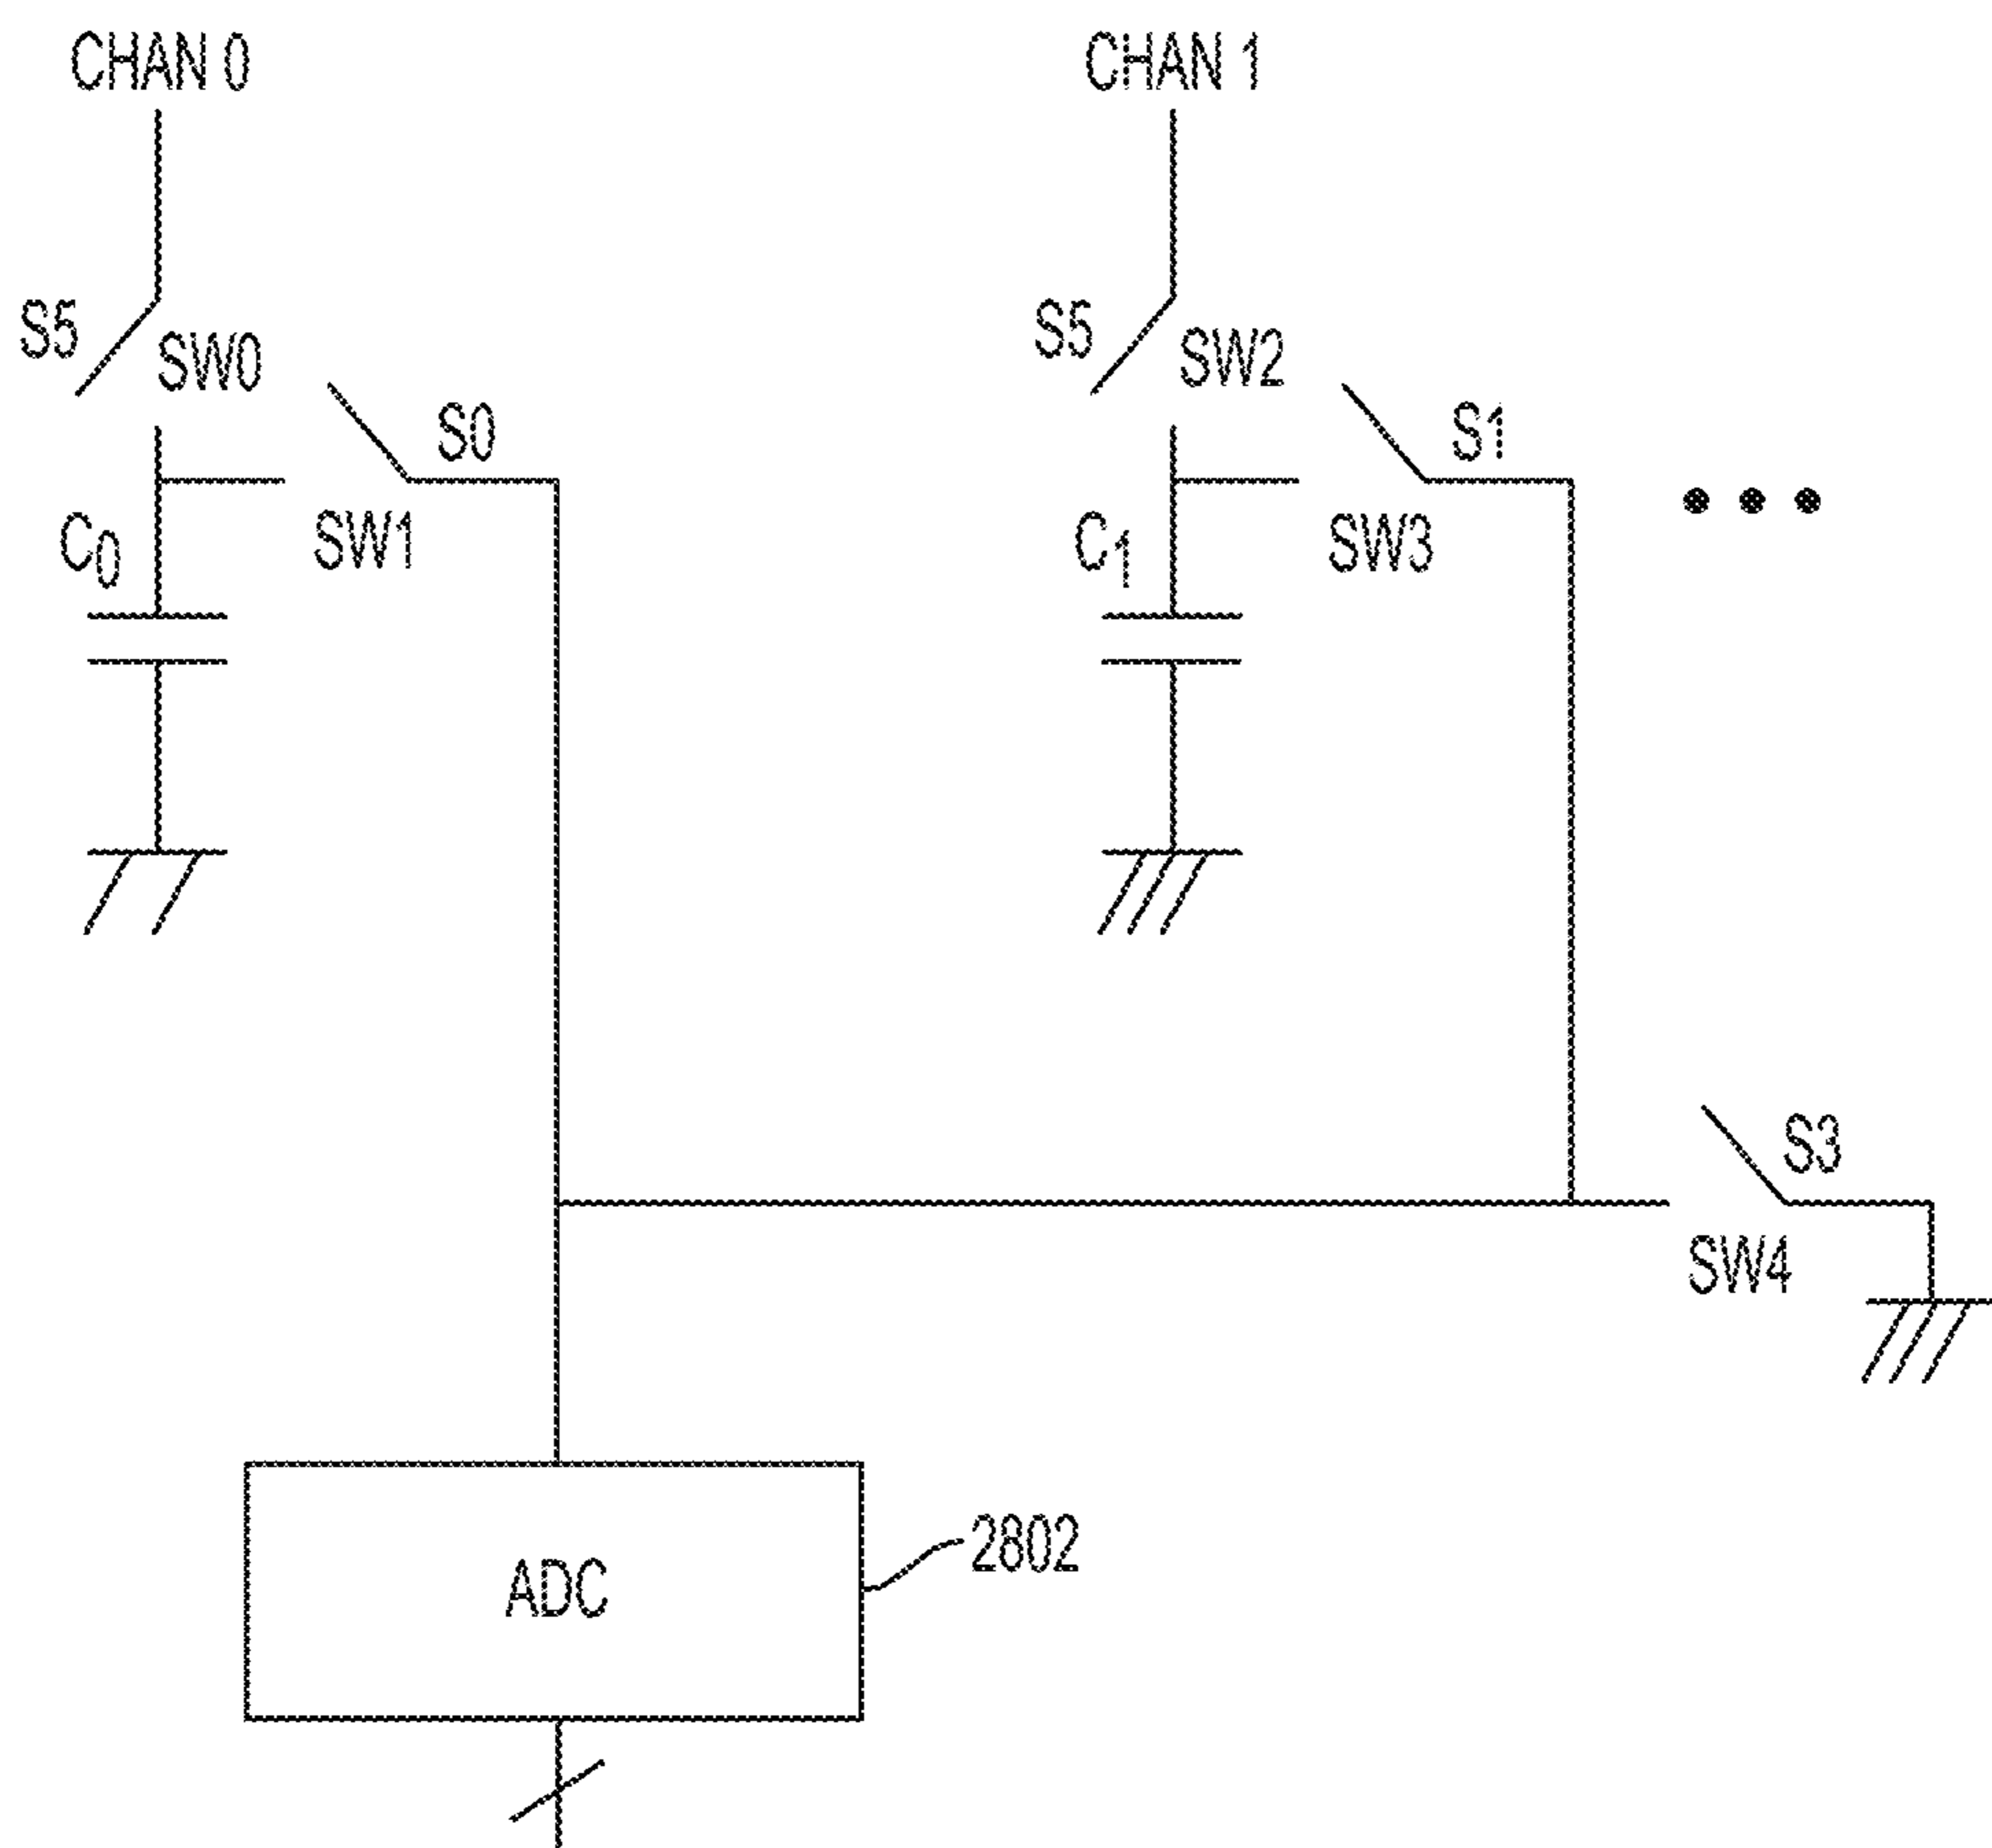 CHAN 0
CHAN 1
S5
SW0
S0
S5
SW2
S1
C0
SW1
C1
SW3
S3
SW4
ADC
2802